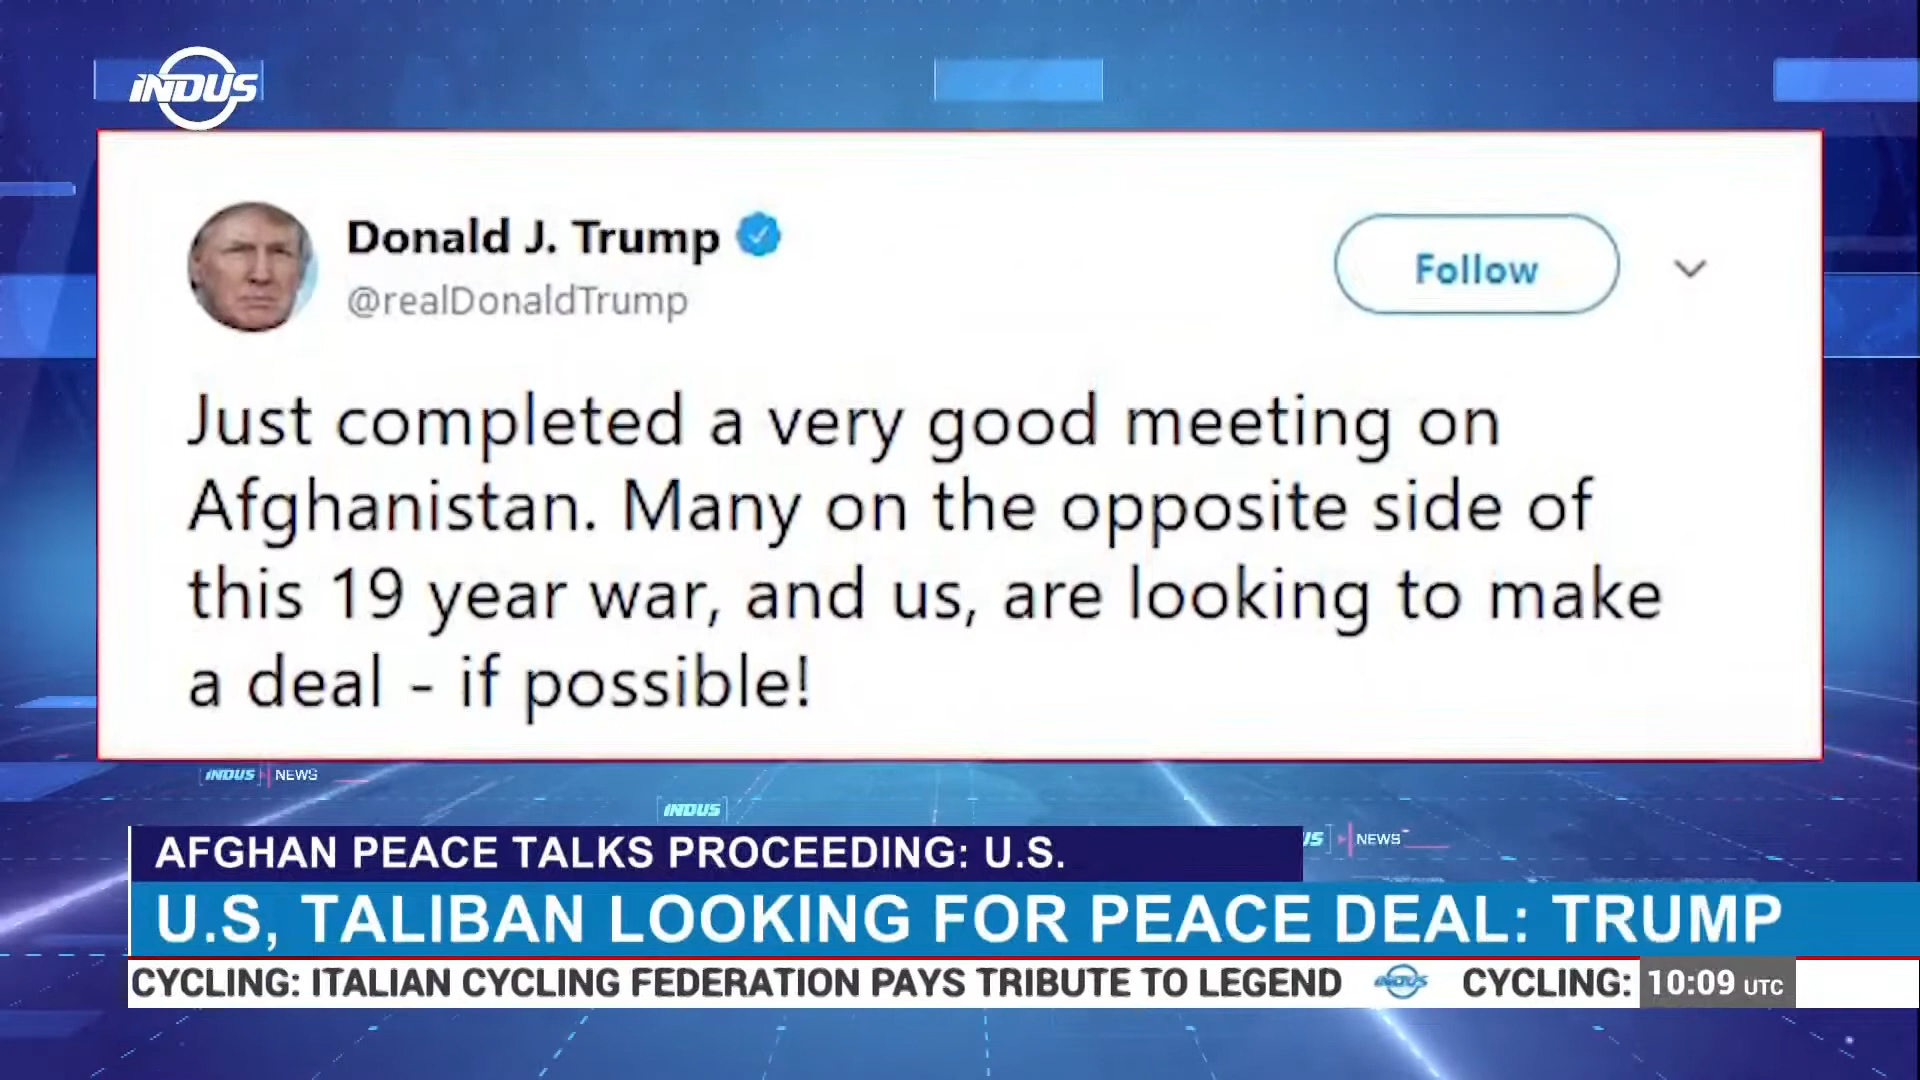 INDUS
Donald J. Trump
@realDonaldTrump
Follow
Just completed a very good meeting on
Afghanistan. Many on the opposite side of
this 19 year war, and us, are looking to make
a deal - if possible!
INDUS NEWS
INDUS
US NEWS
AFGHAN PEACE TALKS PROCEEDING: U.S.
U.S, TALIBAN LOOKING FOR PEACE DEAL: TRUMP
CYCLING: ITALIAN CYCLING FEDERATION PAYS TRIBUTE TO LEGEND INDUS CYCLING: 10:09 UTC